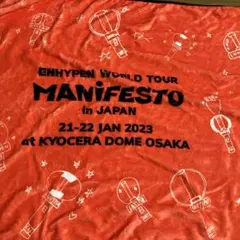 ENHYPEN WORLD TOUR
MANiFESTO
in JAPAN
21-22 JAN 2023
at KYOCERA DOME OSAKA